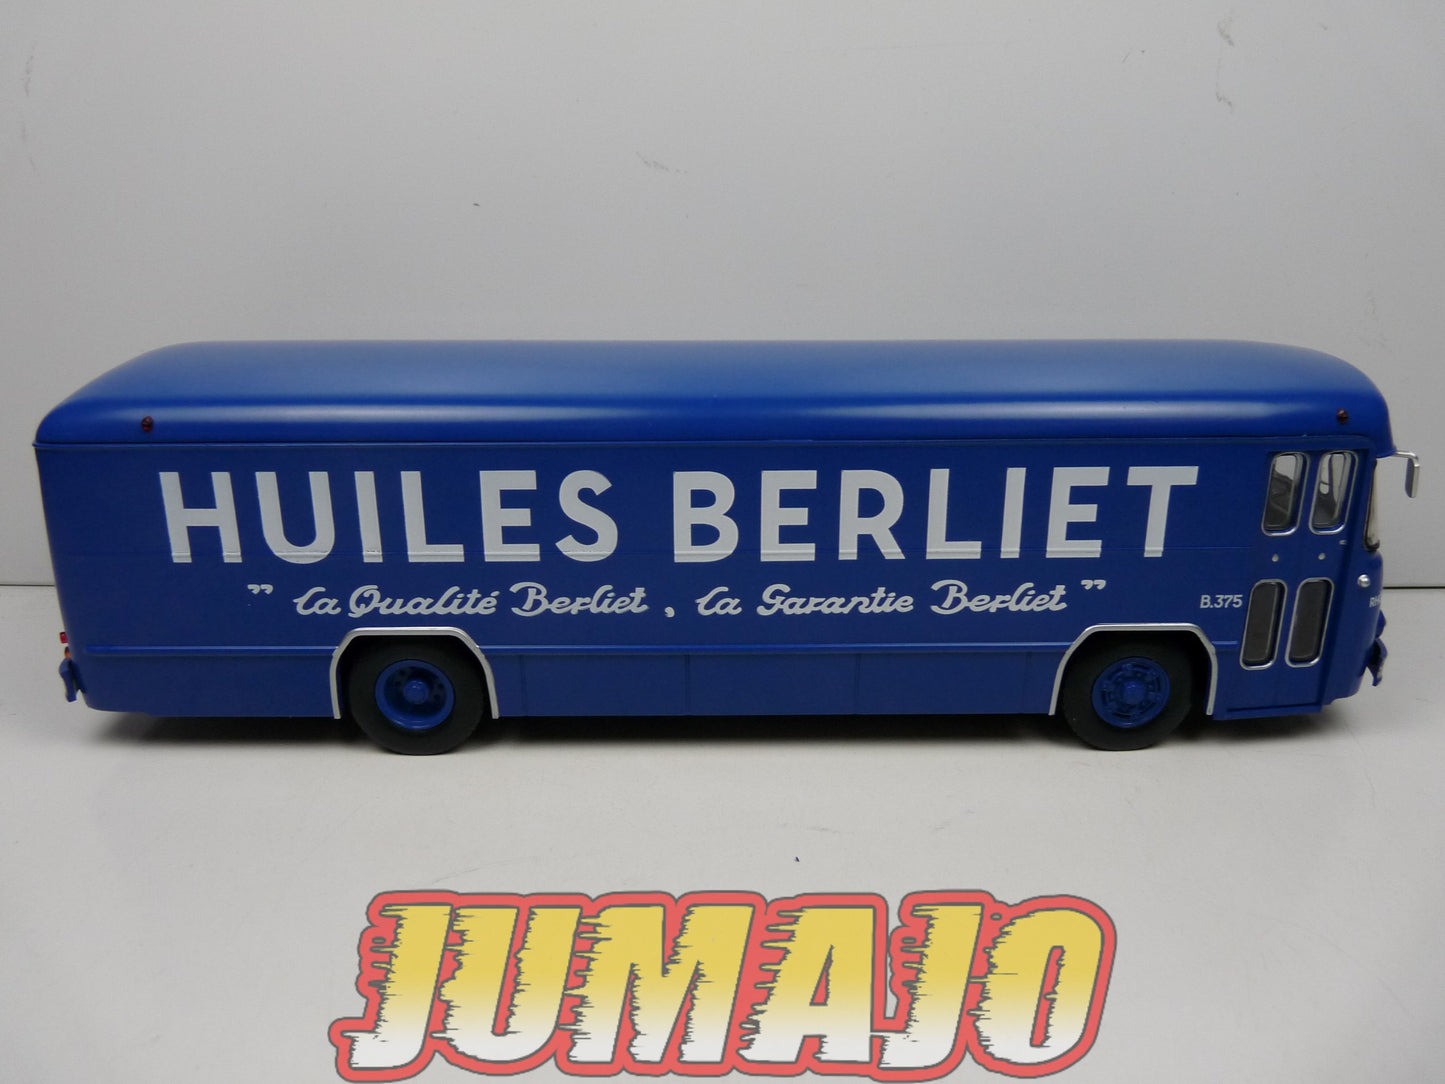 HUILES BERLIET
” La Qualité Berliet , La Garantie Berliet ”
B.375
JUMAJO